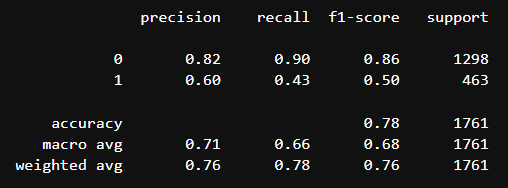 precision recall f1-score support
0 0.82 0.90 0.86 1298
1 0.60 0.43 0.50 463
accuracy 0.78 1761
macro avg 0.71 0.66 0.68 1761
weighted avg 0.76 0.78 0.76 1761